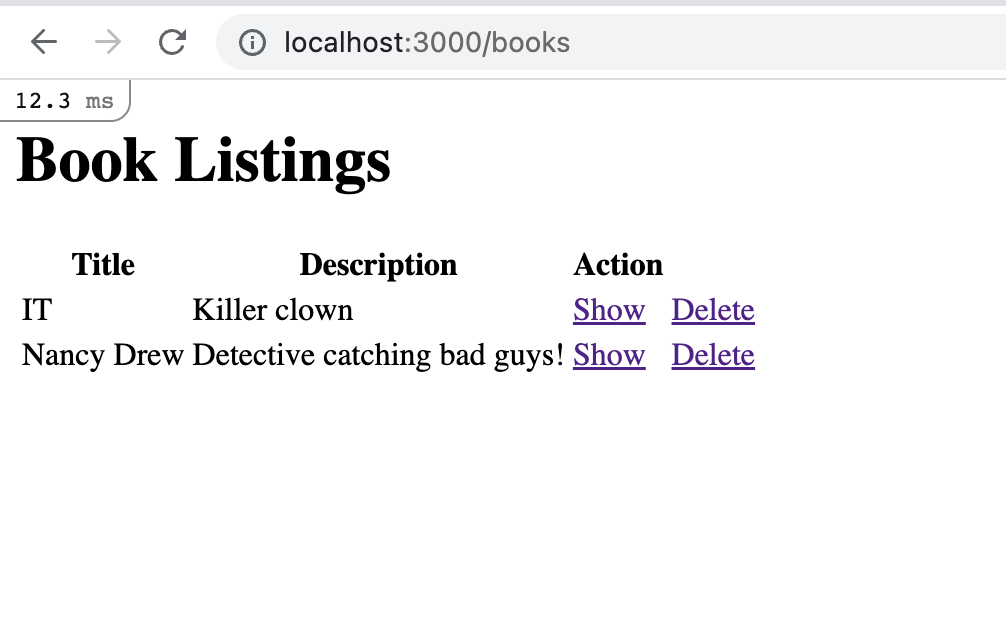 localhost:3000/books
12.3 ms
Book Listings
Title Description Action
IT Killer clown Show Delete
Nancy Drew Detective catching bad guys! Show Delete